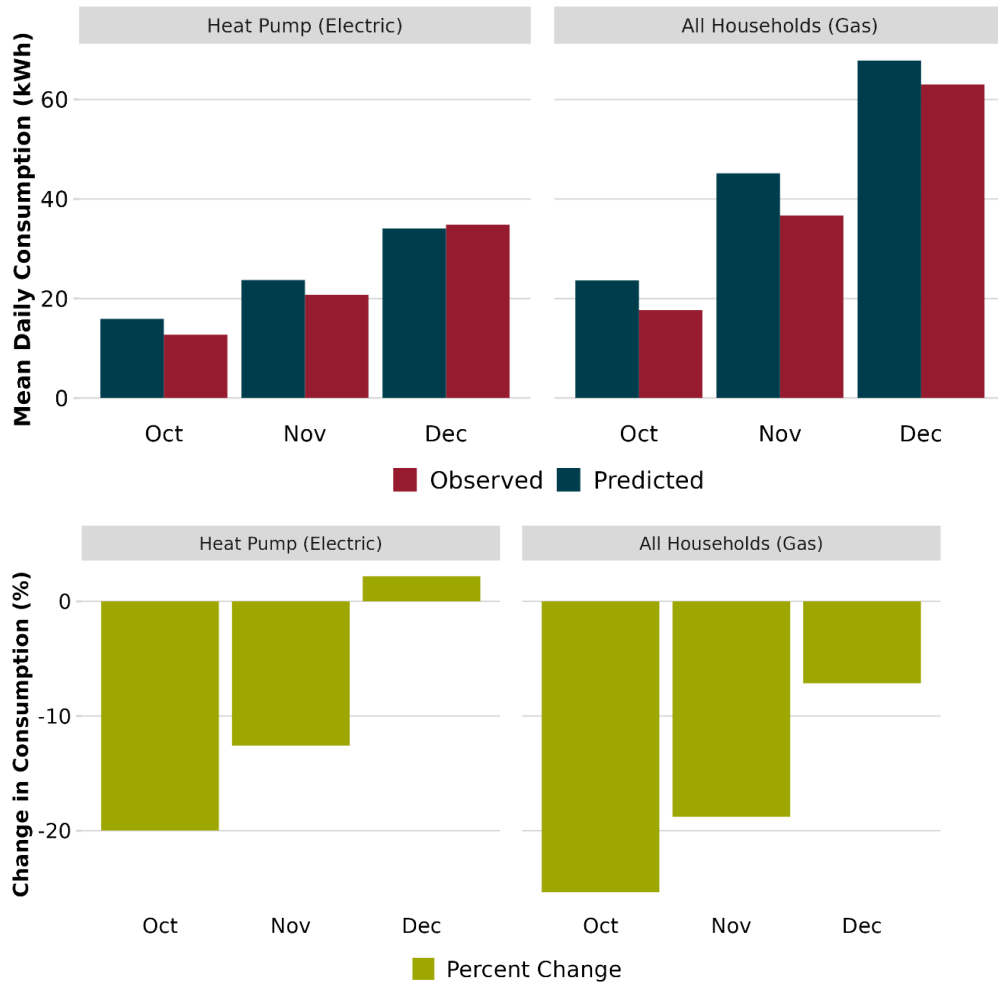 Heat Pump (Electric) All Households (Gas)
Mean Daily Consumption (kWh)
60
40
20
0
Oct Nov Dec Oct Nov Dec
Observed Predicted
Heat Pump (Electric) All Households (Gas)
Change in Consumption (%)
0
-10
-20
Oct Nov Dec Oct Nov Dec
Percent Change